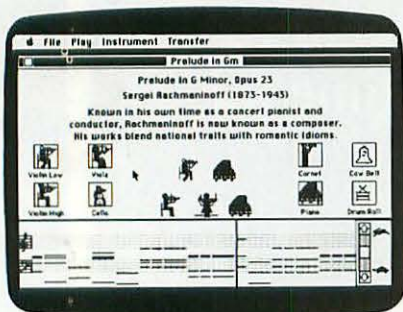 File Play Instrument Transfer
Prelude in Gm
Prelude in G Minor, Opus 23
Sergei Rachmaninoff (1873-1943)
Known in his own time as a concert pianist and
conductor, Rachmaninoff is now known as a composer.
His works blend national traits with romantic idioms.
Violin Low Viola Cornet Cow Bell
Violin High Cello Piano Drum Roll